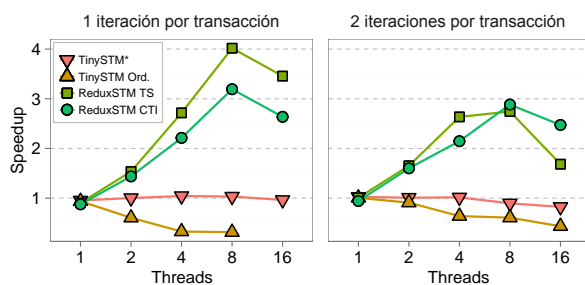 1 iteración por transacción
2 iteraciones por transacción
Speedup
4
3
2
1
TinySTM*
TinySTM Ord.
ReduxSTM TS
ReduxSTM CTI
1 2 4 8 16
1 2 4 8 16
Threads
Threads